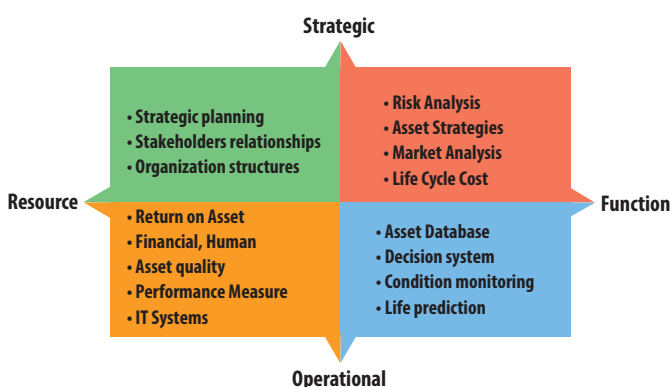 Strategic
• Strategic planning
• Stakeholders relationships
• Organization structures
• Risk Analysis
• Asset Strategies
• Market Analysis
• Life Cycle Cost
Resource
Function
• Return on Asset
• Financial, Human
• Asset quality
• Performance Measure
• IT Systems
• Asset Database
• Decision system
• Condition monitoring
• Life prediction
Operational